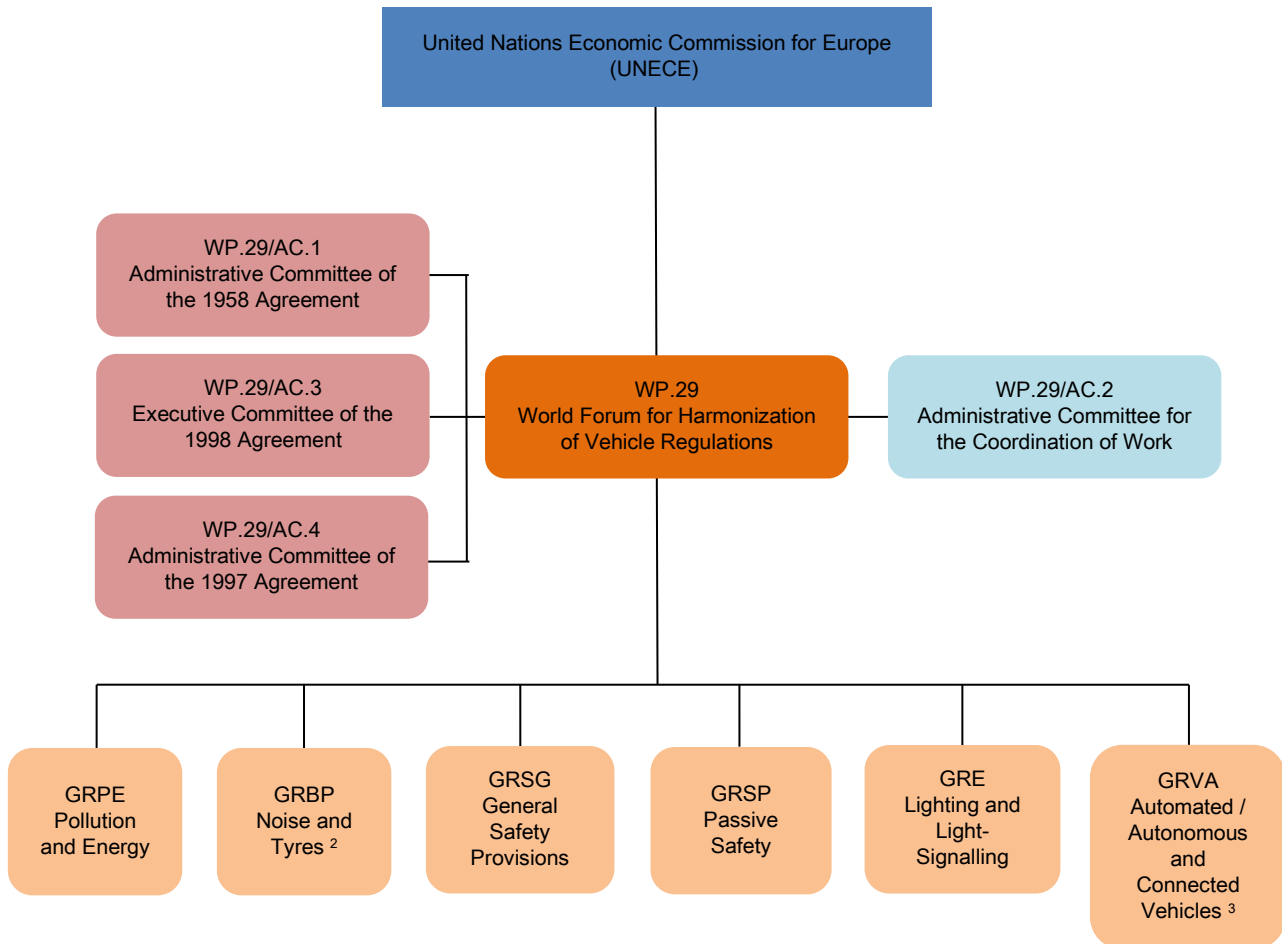 United Nations Economic Commission for Europe
(UNECE)
WP.29/AC.1
Administrative Committee of
the 1958 Agreement
WP.29/AC.3
Executive Committee of the
1998 Agreement
WP.29/AC.4
Administrative Committee of
the 1997 Agreement
WP.29
World Forum for Harmonization
of Vehicle Regulations
WP.29/AC.2
Administrative Committee for
the Coordination of Work
GRPE
Pollution
and Energy
GRBP
Noise and
Tyres ²
GRSG
General
Safety
Provisions
GRSP
Passive
Safety
GRE
Lighting and
Light-
Signalling
GRVA
Automated /
Autonomous
and
Connected
Vehicles ³